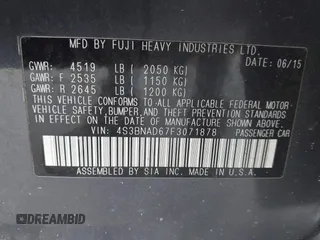 MFD BY FUJI HEAVY INDUSTRIES LTD.
DATE: 06/15
GVWR: 4519 LB ( 2050 KG)
GAWR: F 2535 LB ( 1150 KG)
GAWR: R 2645 LB ( 1200 KG)
THIS VEHICLE CONFORMS TO ALL APPLICABLE FEDERAL MOTOR
VEHICLE SAFETY, BUMPER, AND THEFT PREVENTION STANDARDS
IN EFFECT ON THE DATE OF MANUFACTURE SHOWN ABOVE.
VIN: 4S3BNAD67F3071878 PASSENGER CAR
ASSEMBLED BY SIA INC. IN U.S.A.
DREAMBID